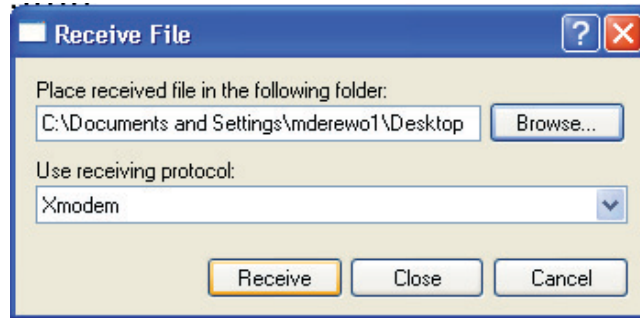 Receive File
Place received file in the following folder:
C:\Documents and Settings\mderewo1\Desktop Browse...
Use receiving protocol:
Xmodem
Receive Close Cancel